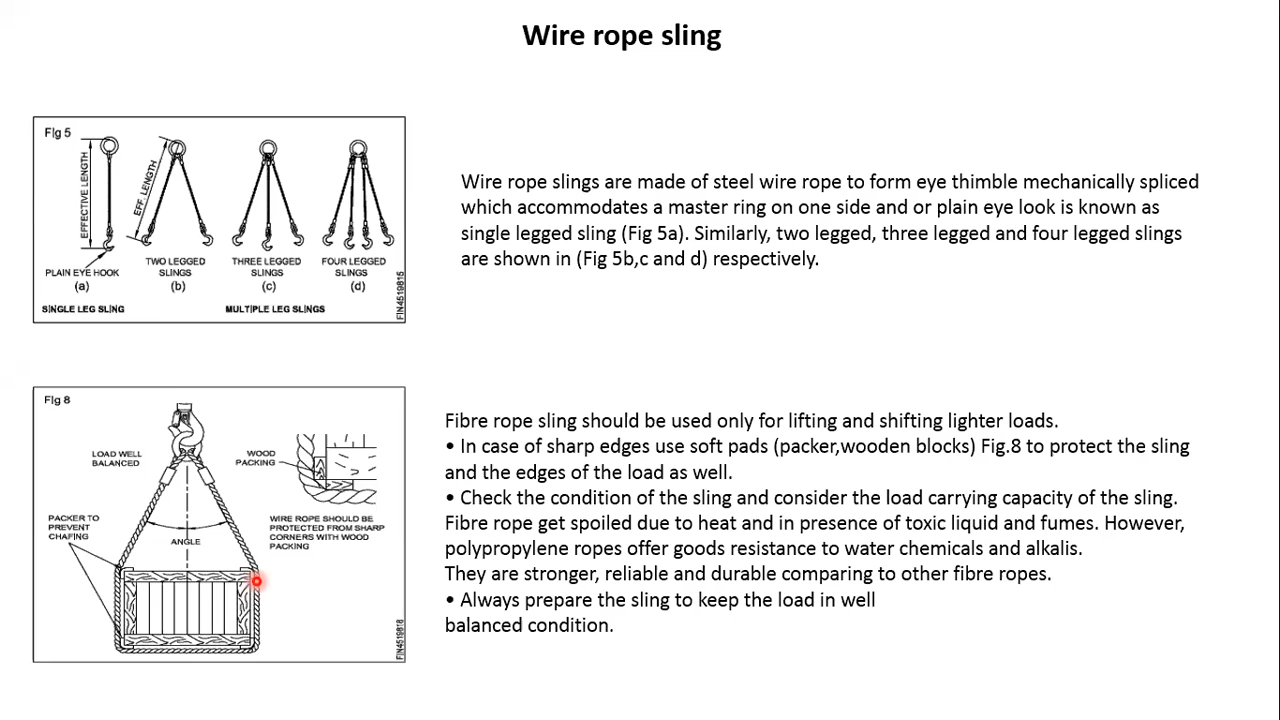 Wire rope sling
Fig 5
EFFECTIVE LENGTH
EFF. LENGTH
PLAIN EYE HOOK
(a)
TWO LEGGED
SLINGS
(b)
THREE LEGGED
SLINGS
(c)
FOUR LEGGED
SLINGS
(d)
SINGLE LEG SLING
MULTIPLE LEG SLINGS
FIN4519815
Wire rope slings are made of steel wire rope to form eye thimble mechanically spliced
which accommodates a master ring on one side and or plain eye look is known as
single legged sling (Fig 5a). Similarly, two legged, three legged and four legged slings
are shown in (Fig 5b,c and d) respectively.
Fig 8
LOAD WELL
BALANCED
WOOD
PACKING
PACKER TO
PREVENT
CHAFING
ANGLE
WIRE ROPE SHOULD BE
PROTECTED FROM SHARP
CORNERS WITH WOOD
PACKING
FIN4519818
Fibre rope sling should be used only for lifting and shifting lighter loads.
• In case of sharp edges use soft pads (packer,wooden blocks) Fig.8 to protect the sling
and the edges of the load as well.
• Check the condition of the sling and consider the load carrying capacity of the sling.
Fibre rope get spoiled due to heat and in presence of toxic liquid and fumes. However,
polypropylene ropes offer goods resistance to water chemicals and alkalis.
They are stronger, reliable and durable comparing to other fibre ropes.
• Always prepare the sling to keep the load in well
balanced condition.